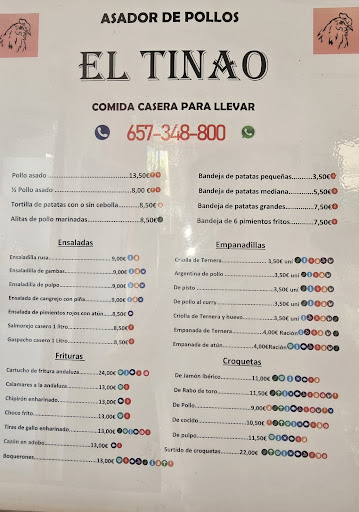 ASADOR DE POLLOS
EL TINAO
COMIDA CASERA PARA LLEVAR
657-348-800
Pollo asado 13,50€
½ Pollo asado 8,00 €
Tortilla de patatas con o sin cebolla 8,50€
Alitas de pollo marinadas 8,50€
Bandeja de patatas pequeñas 3,50€
Bandeja de patatas mediana 5,50€
Bandeja de patatas grandes 7,50€
Bandeja de 6 pimientos fritos 7,50€
Ensaladas
Ensaladilla rusa 9,00€
Ensaladilla de gambas 9,00€
Ensaladilla de pulpo 9,00€
Ensalada de cangrejo con piña 9,00€
Ensalada de pimientos rojos con atún 9,00€
Salmorejo casero 1 litro 8,50€
Gaspacho casero 1 Litro 8,50€
Empanadillas
Criolla de Ternera 3,50€ uni
Argentina de pollo 3,50€ uni
De pisto 3,50€ uni
De pollo al curry 3,50€ uni
Criolla de Ternera y huevo 3,50€ uni
Empanada de Ternera 4,00€ Ración
Empanada de atún 4,00€Ración
Frituras
Cartucho de fritura andaluza 24,00€
Calamares a la andaluza 13,00€
Chipirón enharinado 13,00€
Choco frito 13,00€
Tiras de gallo enharinado 13,00€
Cazón en adobo 13,00€
Boquerones 13,00€
Croquetas
De Jamón Ibérico 11,00€
De Rabo de toro 11,50€
De Pollo 9,00€
De cocido 10,50€
De pulpo 11,50€
Surtido de croquetas 22,00€